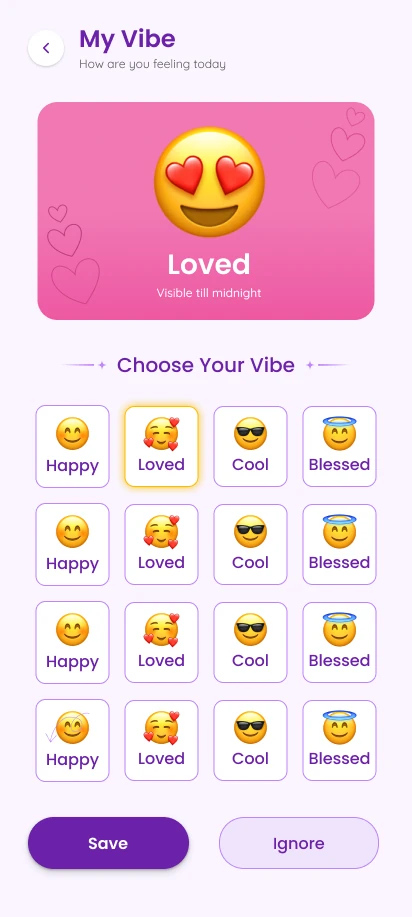 My Vibe
How are you feeling today
Loved
Visible till midnight
Choose Your Vibe
Happy Loved Cool Blessed
Happy Loved Cool Blessed
Happy Loved Cool Blessed
Happy Loved Cool Blessed
Save Ignore